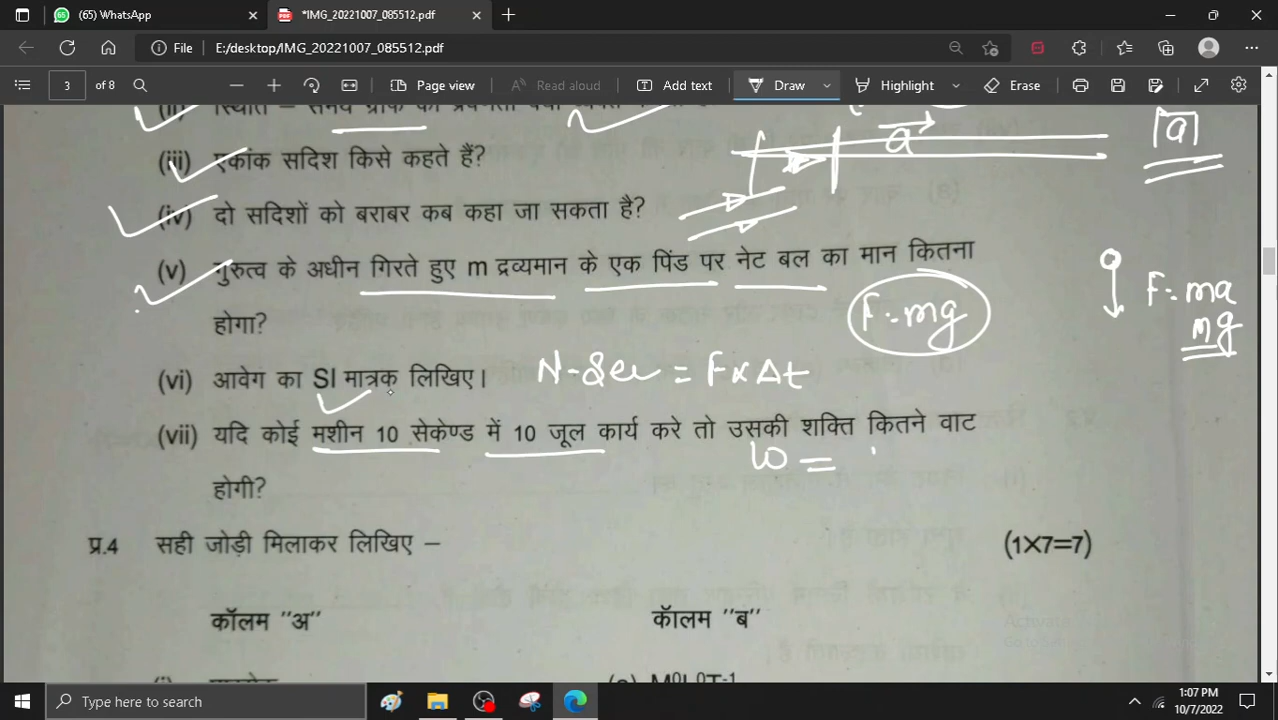 (65) WhatsApp
*IMG_20221007_085512.pdf
File
E:/desktop/IMG_20221007_085512.pdf
3
of 8
Page view
Read aloud
Add text
Draw
Highlight
Erase
a
a
(iii) एकांक सदिश किसे कहते हैं?
(iv) दो सदिशों को बराबर कब कहा जा सकता है?
(v) गुरुत्व के अधीन गिरते हुए m द्रव्यमान के एक पिंड पर नेट बल का मान कितना
होगा?
F = mg
F = ma
mg
(vi) आवेग का SI मात्रक लिखिए।
N-Sec = F x Δt
(vii) यदि कोई मशीन 10 सेकेण्ड में 10 जूल कार्य करे तो उसकी शक्ति कितने वाट
होगी?
W =
प्र.4 सही जोड़ी मिलाकर लिखिए – (1X7=7)
कॉलम "अ"
कॉलम "ब"
Type here to search
1:07 PM
10/7/2022